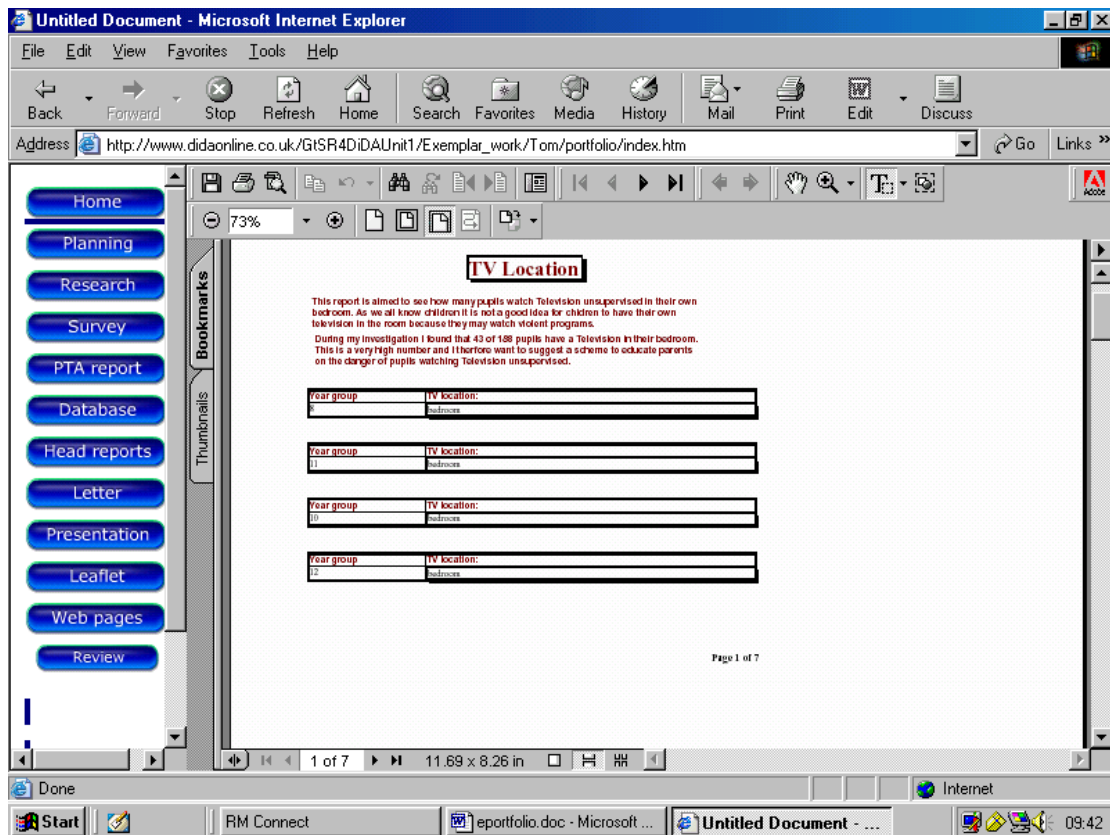 Untitled Document - Microsoft Internet Explorer
File Edit View Favorites Tools Help
Back Forward Stop Refresh Home Search Favorites Media History Mail Print Edit Discuss
Address http://www.didaonline.co.uk/GtSR4DiDAUnit1/Exemplar_work/Tom/portfolio/index.htm Go Links »
Home
Planning
Research
Survey
PTA report
Database
Head reports
Letter
Presentation
Leaflet
Web pages
Review
Adobe
73%
Bookmarks
Thumbnails
TV Location
This report is aimed to see how many pupils watch Television unsupervised in their own
bedroom. As we all know children it is not a good idea for chidren to have their own
television in the room because they may watch violent programs.
During my investigation I found that 43 of 188 pupils have a Television in their bedroom.
This is a very high number and I therfore want to suggest a scheme to educate parents
on the danger of pupils watching Television unsupervised.
Year group TV location:
8 bedroom
Year group TV location:
11 bedroom
Year group TV location:
10 bedroom
Year group TV location:
12 bedroom
Page 1 of 7
1 of 7 11.69 x 8.26 in
Done Internet
Start RM Connect eportfolio.doc - Microsoft ... Untitled Document - ... 09:42